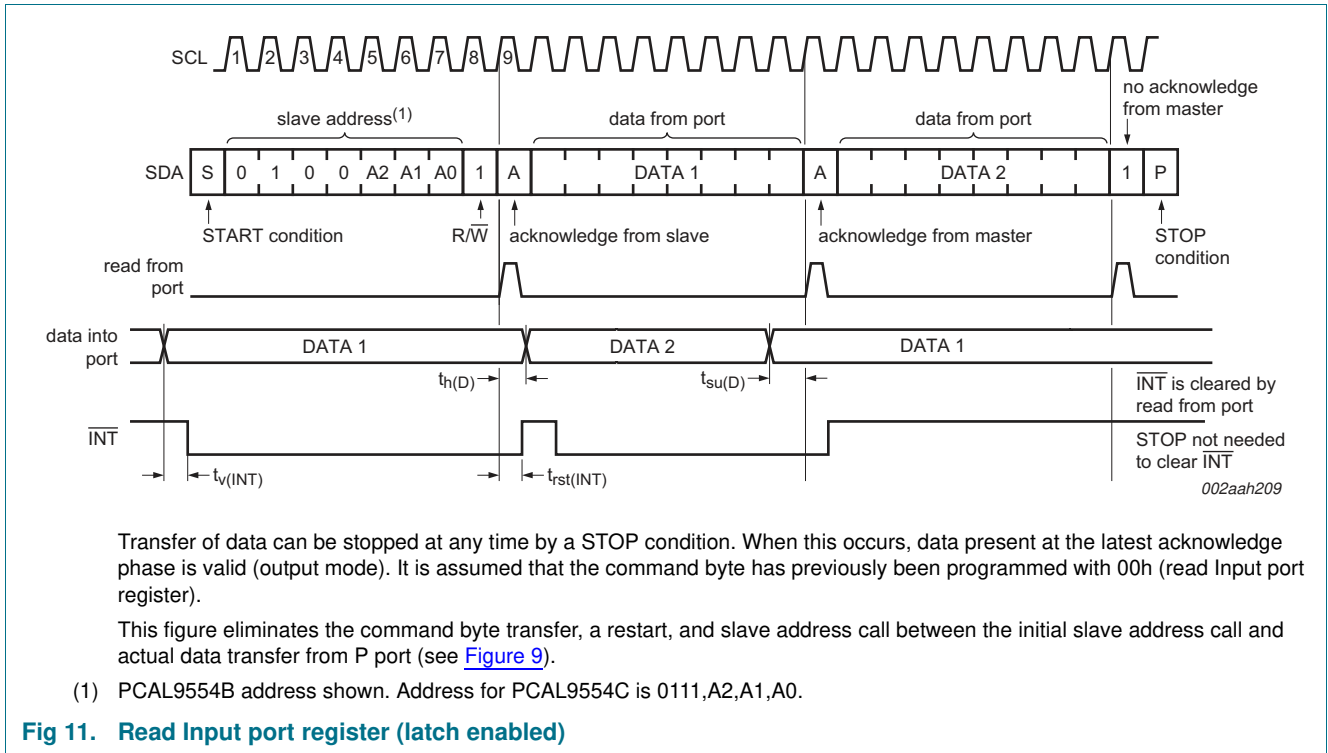 SCL 1 2 3 4 5 6 7 8 9
no acknowledge
from master
slave address(1) data from port data from port
SDA S 0 1 0 0 A2 A1 A0 1 A DATA 1 A DATA 2 1 P
START condition R/W acknowledge from slave acknowledge from master STOP
condition
read from
port
data into
port
DATA 1 DATA 2 DATA 1
th(D) tsu(D)
INT is cleared by
read from port
INT
STOP not needed
to clear INT
tv(INT) trst(INT)
002aah209
Transfer of data can be stopped at any time by a STOP condition. When this occurs, data present at the latest acknowledge
phase is valid (output mode). It is assumed that the command byte has previously been programmed with 00h (read Input port
register).
This figure eliminates the command byte transfer, a restart, and slave address call between the initial slave address call and
actual data transfer from P port (see Figure 9).
(1) PCAL9554B address shown. Address for PCAL9554C is 0111,A2,A1,A0.
Fig 11. Read Input port register (latch enabled)